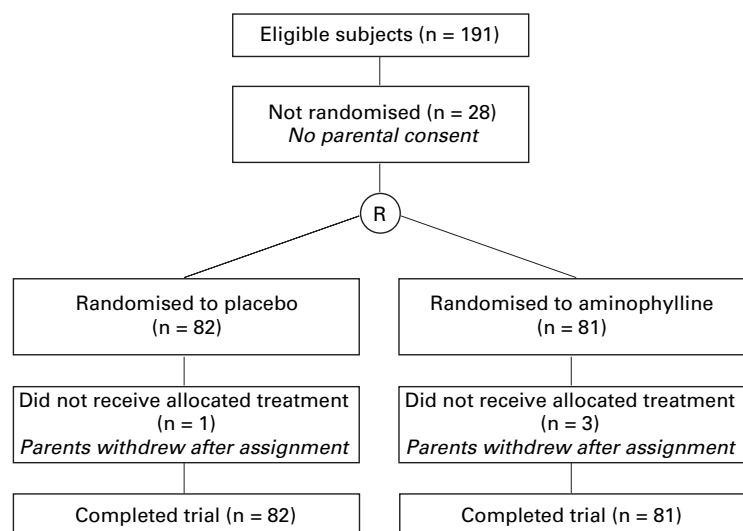 Eligible subjects (n = 191)
Not randomised (n = 28)
No parental consent
R
Randomised to placebo
(n = 82)
Randomised to aminophylline
(n = 81)
Did not receive allocated treatment
(n = 1)
Parents withdrew after assignment
Did not receive allocated treatment
(n = 3)
Parents withdrew after assignment
Completed trial (n = 82)
Completed trial (n = 81)